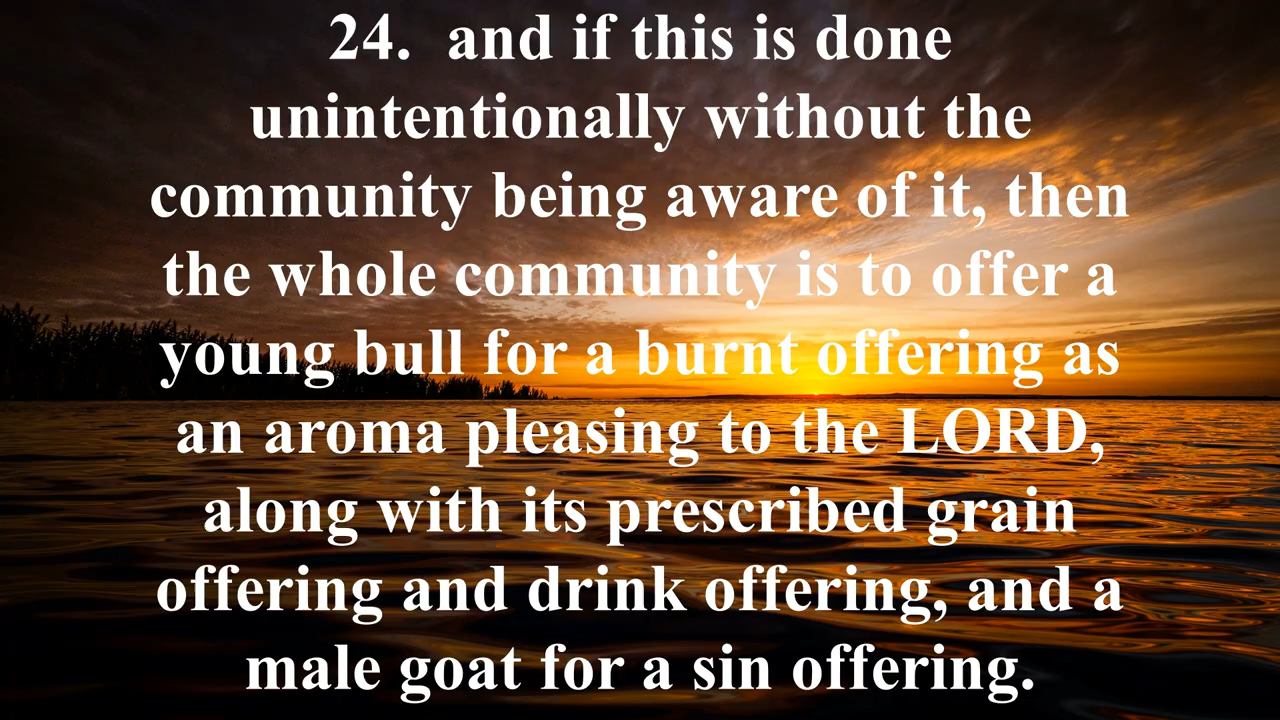 24.  and if this is done
unintentionally without the
community being aware of it, then
the whole community is to offer a
young bull for a burnt offering as
an aroma pleasing to the LORD,
along with its prescribed grain
offering and drink offering, and a
male goat for a sin offering.